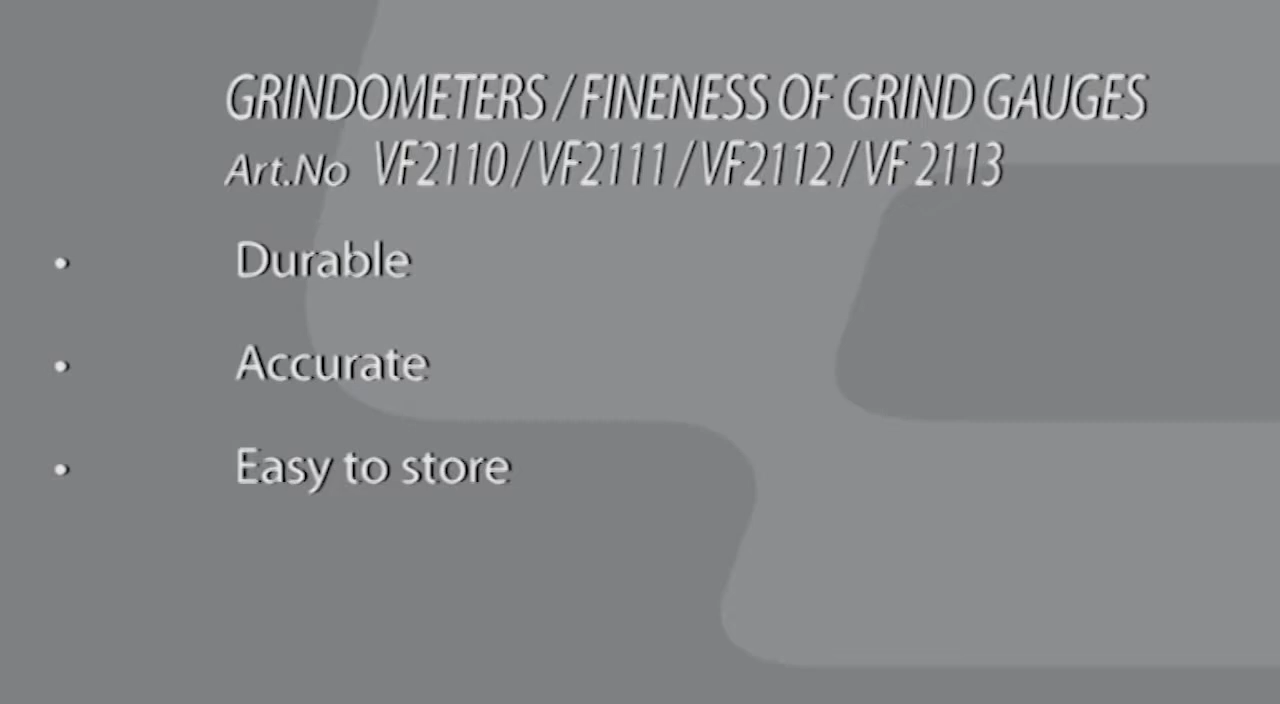 GRINDOMETERS / FINENESS OF GRIND GAUGES
Art.No VF2110 / VF2111 / VF2112 / VF 2113
• Durable
• Accurate
• Easy to store